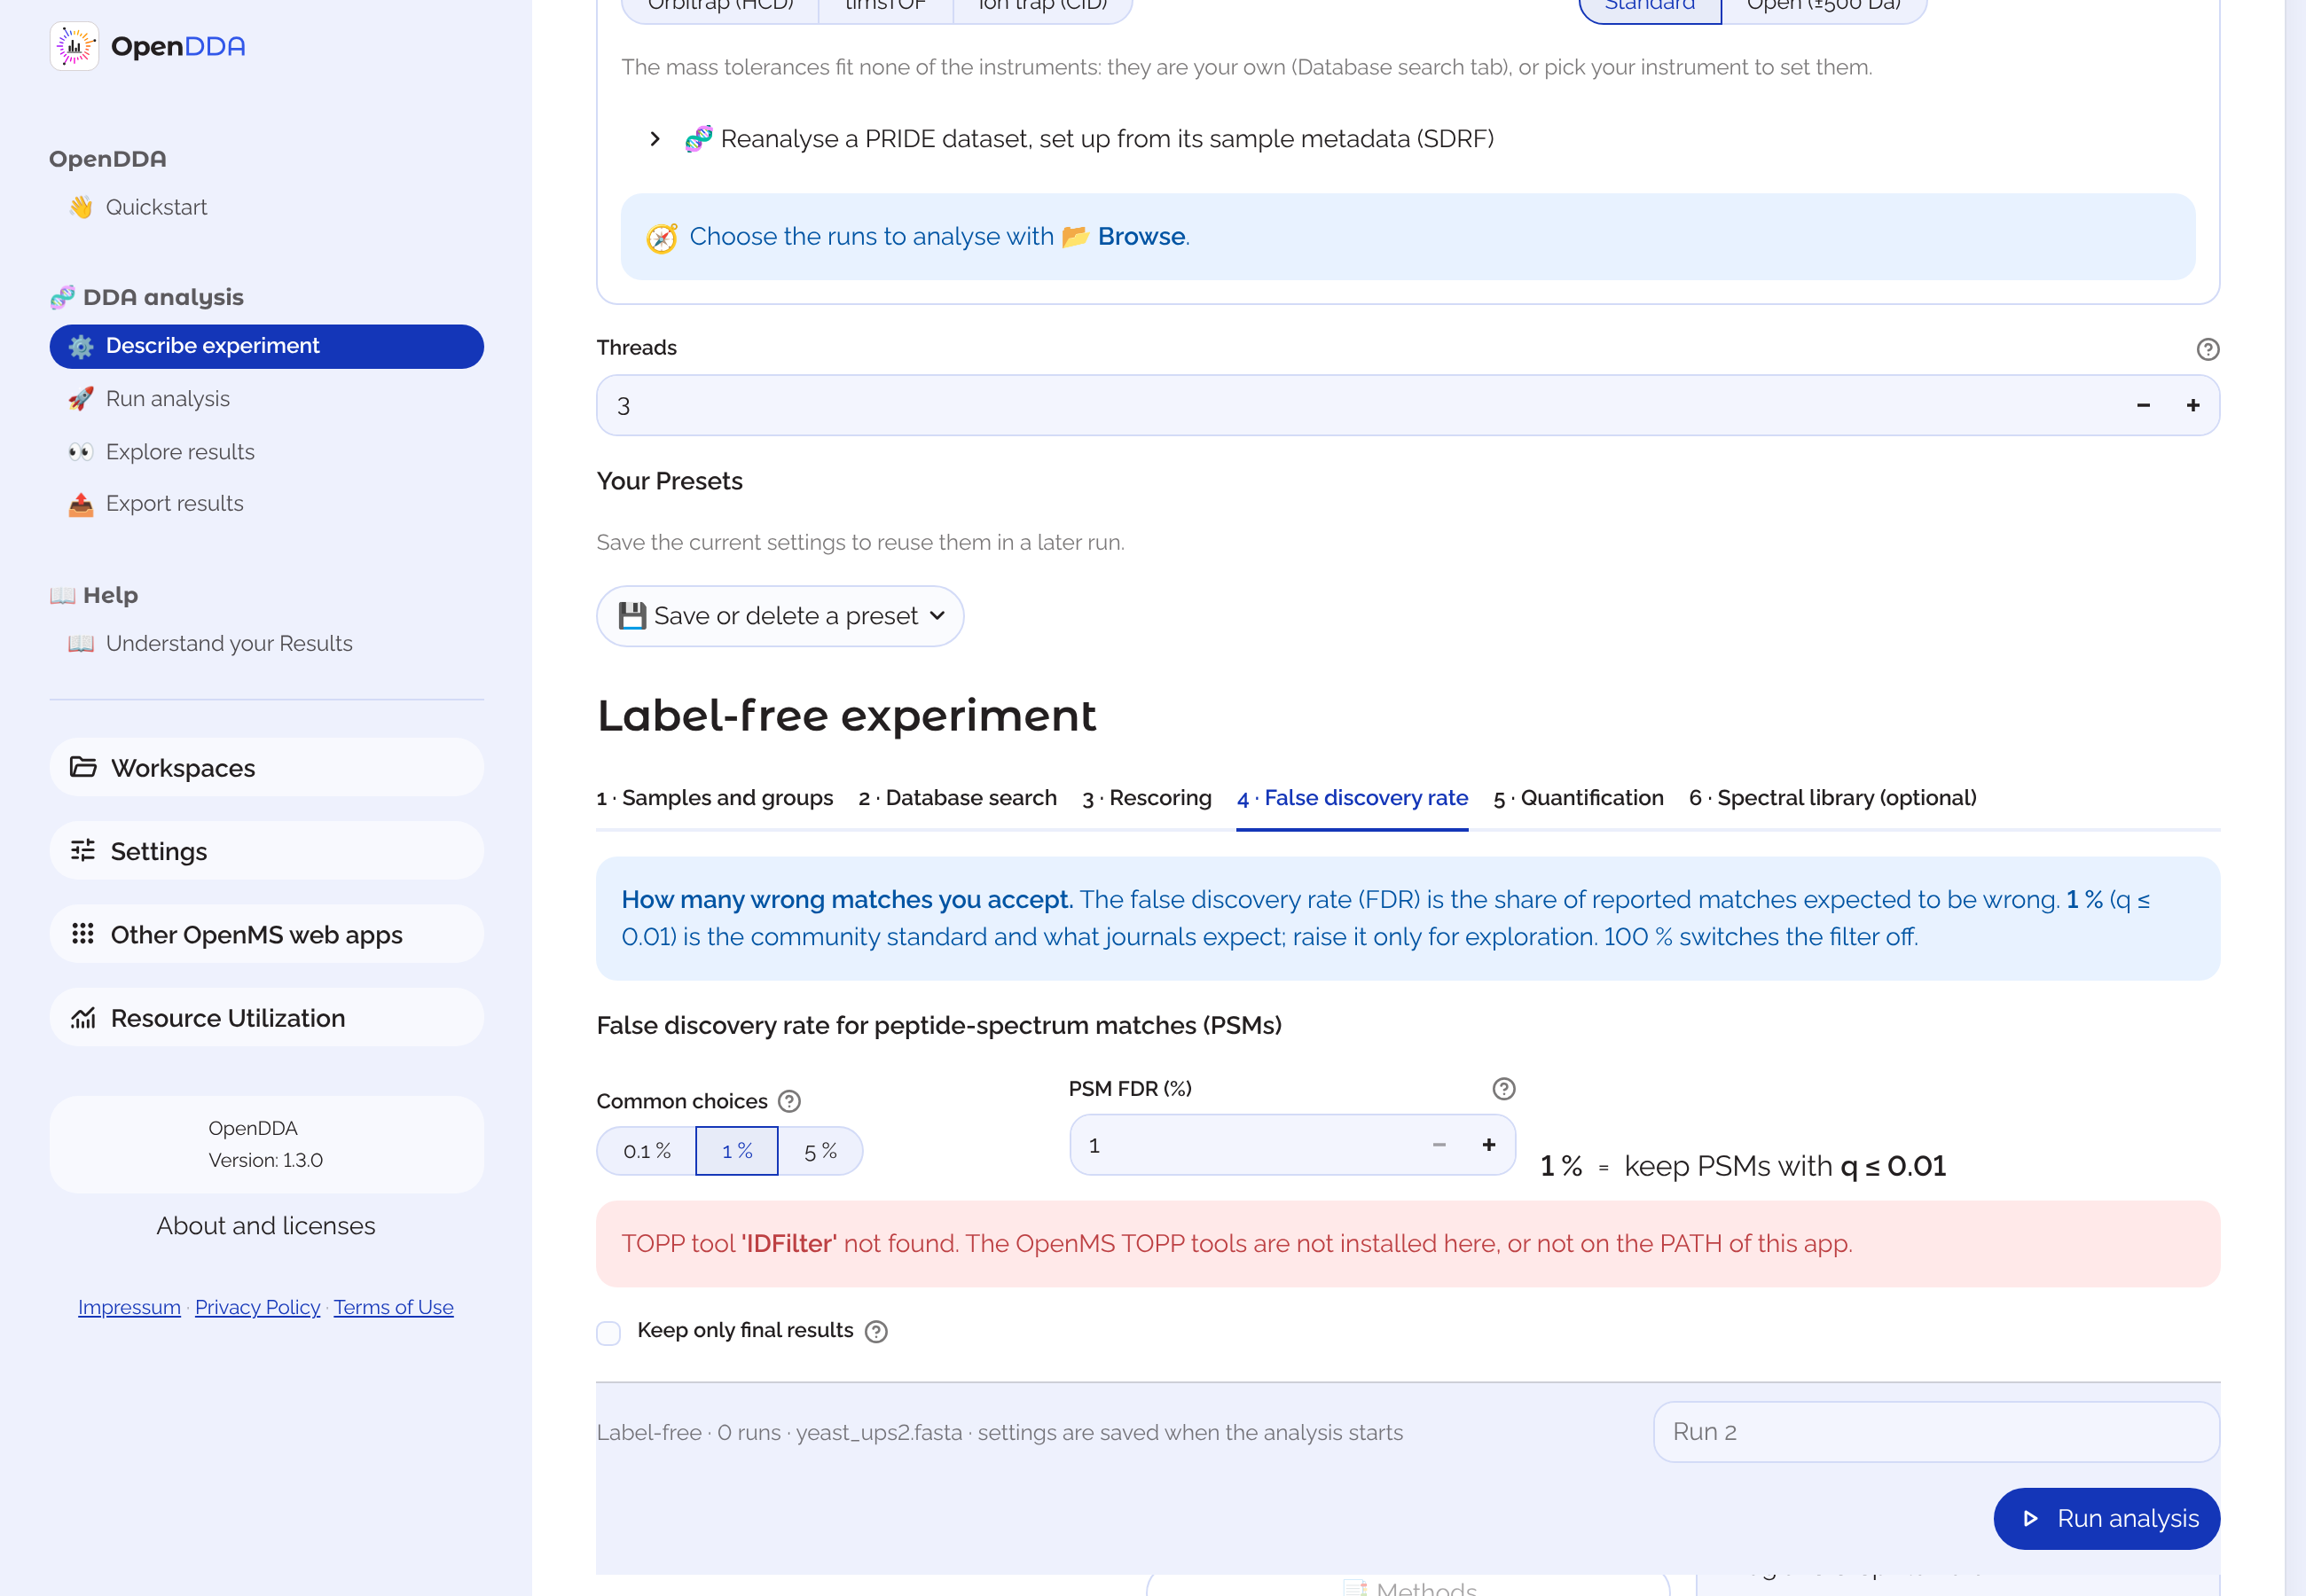 OpenDDA
OpenDDA
Quickstart
DDA analysis
Describe experiment
Run analysis
Explore results
Export results
Help
Understand your Results
Workspaces
Settings
Other OpenMS web apps
Resource Utilization
OpenDDA
Version: 1.3.0
About and licenses
Impressum · Privacy Policy · Terms of Use
Orbitrap (HCD) timsTOF Ion trap (CID) Standard Open (±500 Da)
The mass tolerances fit none of the instruments: they are your own (Database search tab), or pick your instrument to set them.
Reanalyse a PRIDE dataset, set up from its sample metadata (SDRF)
Choose the runs to analyse with Browse.
Threads
3
Your Presets
Save the current settings to reuse them in a later run.
Save or delete a preset
Label-free experiment
1 · Samples and groups 2 · Database search 3 · Rescoring 4 · False discovery rate 5 · Quantification 6 · Spectral library (optional)
How many wrong matches you accept. The false discovery rate (FDR) is the share of reported matches expected to be wrong. 1 % (q ≤
0.01) is the community standard and what journals expect; raise it only for exploration. 100 % switches the filter off.
False discovery rate for peptide-spectrum matches (PSMs)
Common choices
0.1 % 1 % 5 %
PSM FDR (%)
1
1 % = keep PSMs with q ≤ 0.01
TOPP tool 'IDFilter' not found. The OpenMS TOPP tools are not installed here, or not on the PATH of this app.
Keep only final results
Label-free · 0 runs · yeast_ups2.fasta · settings are saved when the analysis starts
Run 2
Run analysis
Methods